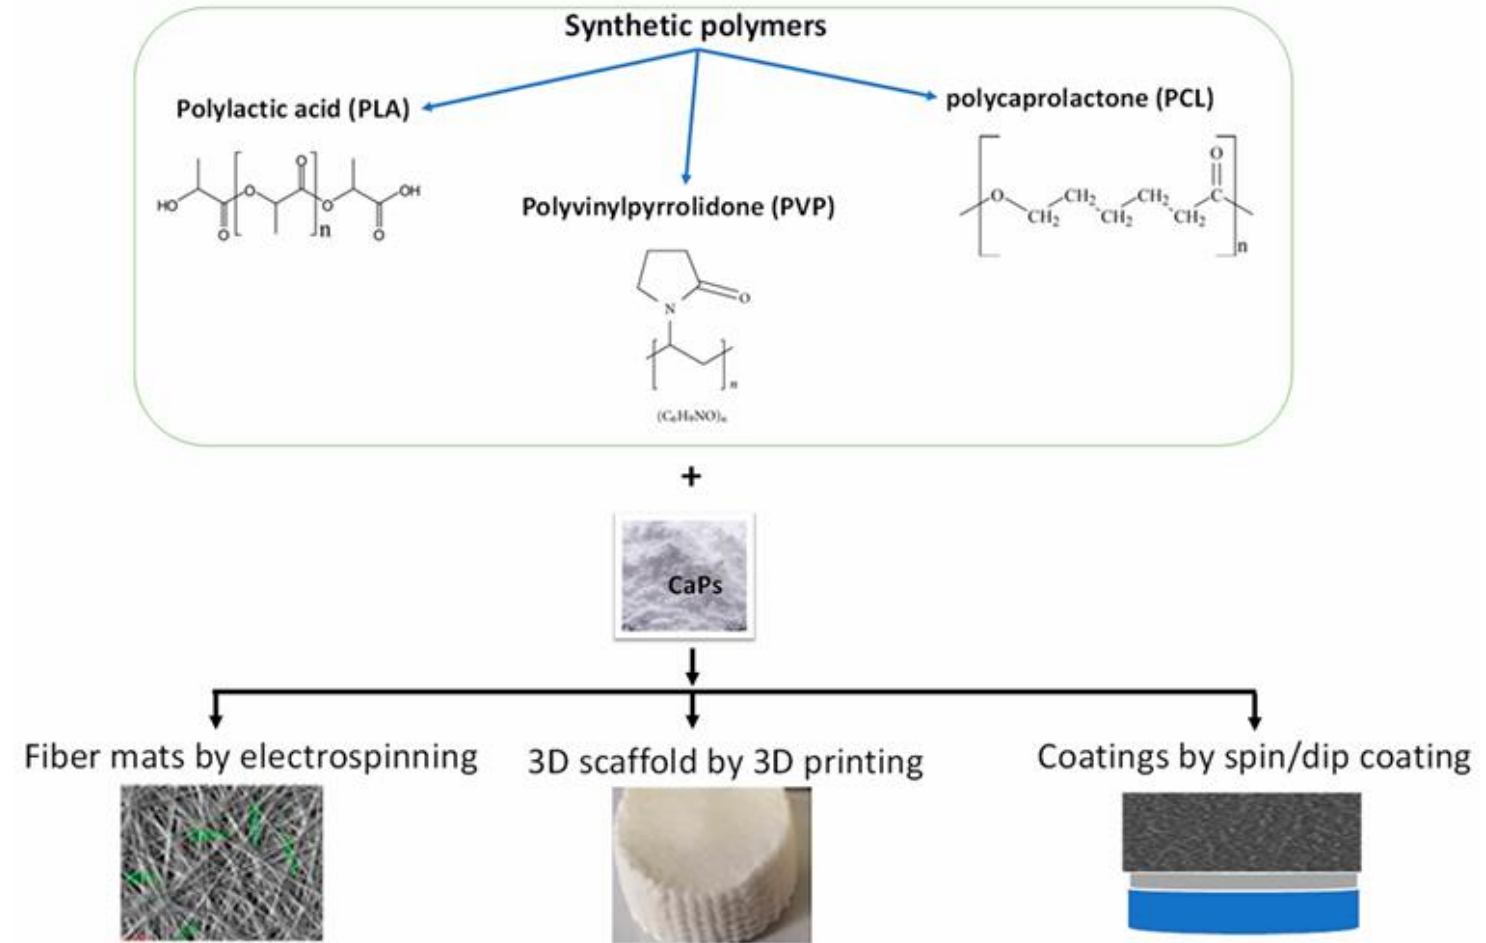 Synthetic polymers
Polylactic acid (PLA)
polycaprolactone (PCL)
HO
O
O
O
O
O
OH
n
O
CH₂
CH₂
CH₂
CH₂
CH₂
C
O
n
Polyvinylpyrrolidone (PVP)
N
O
n
(C₆H₉NO)ₙ
+
CaPs
Fiber mats by electrospinning
3D scaffold by 3D printing
Coatings by spin/dip coating